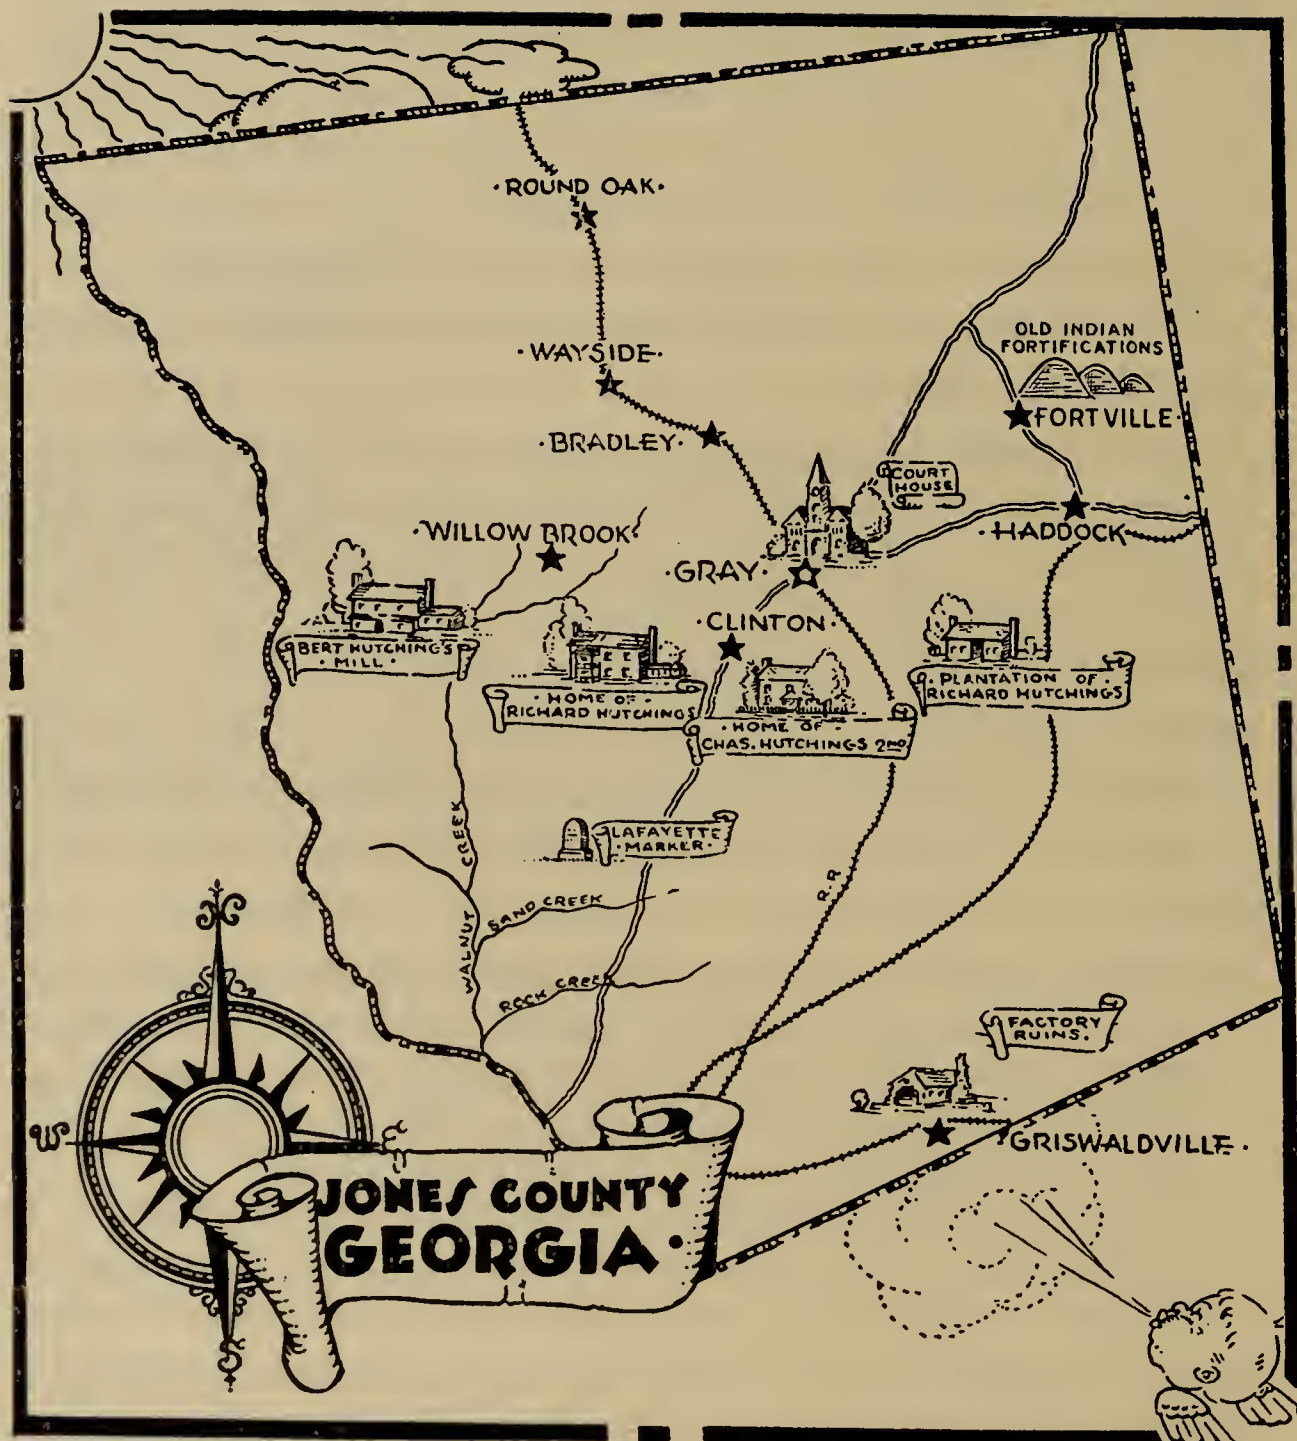 ·ROUND OAK·
OLD INDIAN
FORTIFICATIONS
·WAYSIDE·
FORTVILLE·
·BRADLEY·
COURT
HOUSE
·WILLOW BROOK·
·HADDOCK·
·GRAY·
·CLINTON·
BERT HUTCHING'S
·MILL·
·PLANTATION OF·
RICHARD HUTCHINGS
·HOME OF·
RICHARD HUTCHINGS
·HOME OF·
CHAS. HUTCHINGS 2ND
LAFAYETTE
·MARKER·
WALNUT CREEK
R.R
SAND CREEK
ROCK CREEK
FACTORY
RUINS.
W
E
GRISWALDVILLE·
JONES COUNTY
GEORGIA·
S